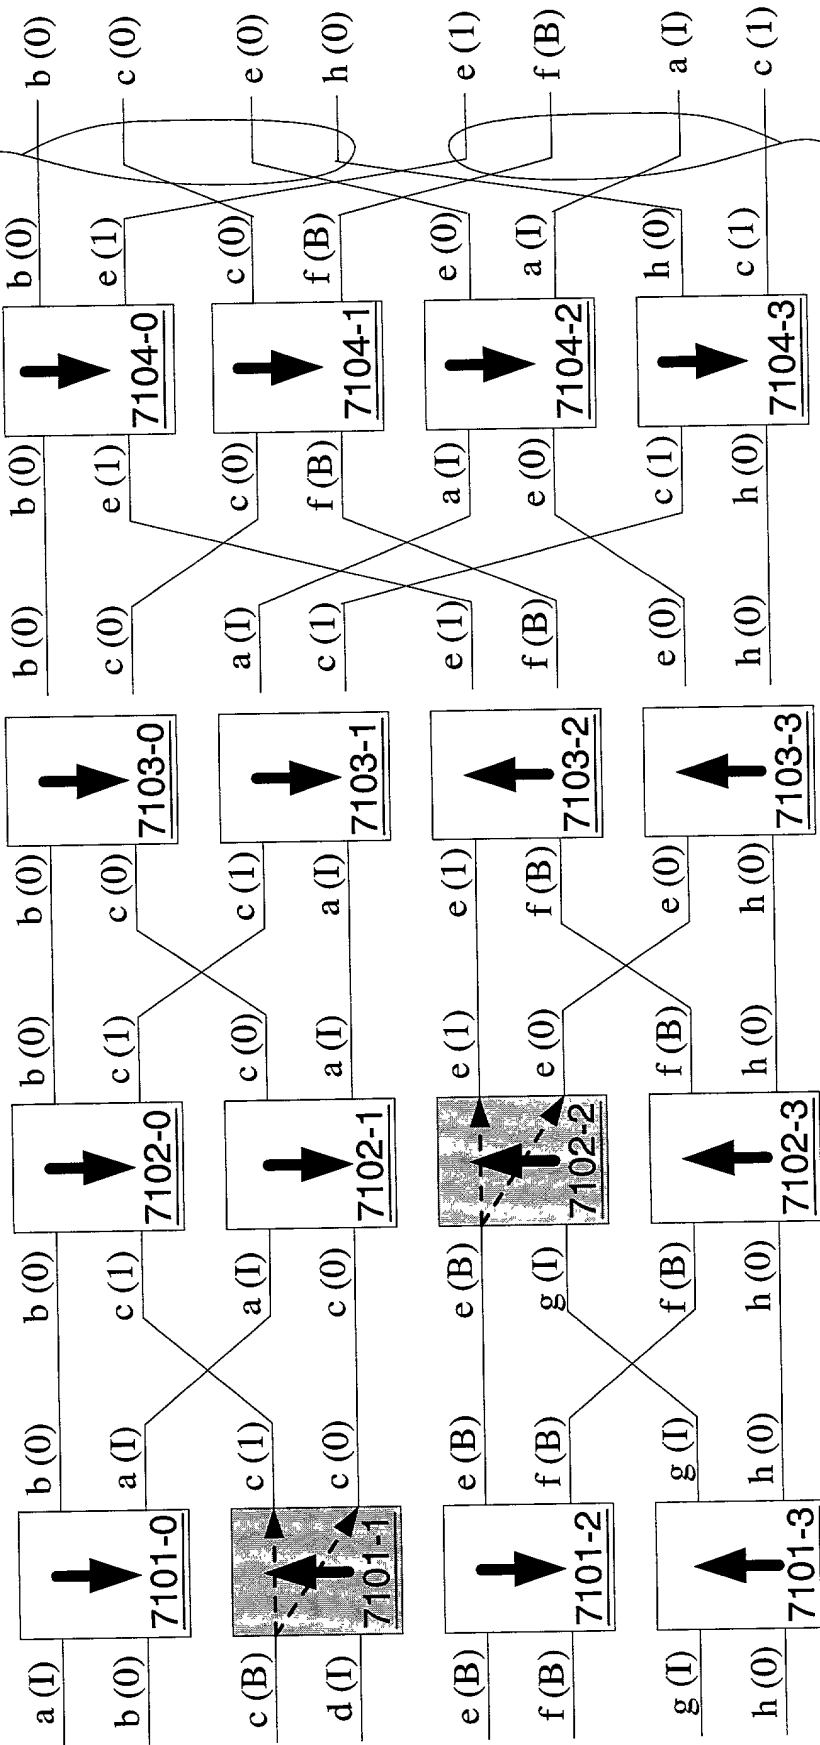 a (I) b (0) b (0) b (0) b (0) b (0) b (0) b (0) b (0)
b (0) a (I) c (1) c (1) c (0) c (0) e (1) e (1) c (0)
7101-0 7102-0 7103-0 7104-0
c (B) c (1) a (I) c (0) c (1) a (I) c (0) c (0) e (0)
d (I) c (0) c (0) a (I) a (I) c (1) f (B) f (B) h (0)
7101-1 7102-1 7103-1 7104-1
e (B) e (B) e (B) e (1) e (1) e (1) a (I) e (0) e (1)
f (B) f (B) g (I) e (0) f (B) f (B) e (0) a (I) f (B)
7101-2 7102-2 7103-2 7104-2
g (I) g (I) f (B) f (B) e (0) e (0) c (1) h (0) a (I)
h (0) h (0) h (0) h (0) h (0) h (0) h (0) c (1) c (1)
7101-3 7102-3 7103-3 7104-3